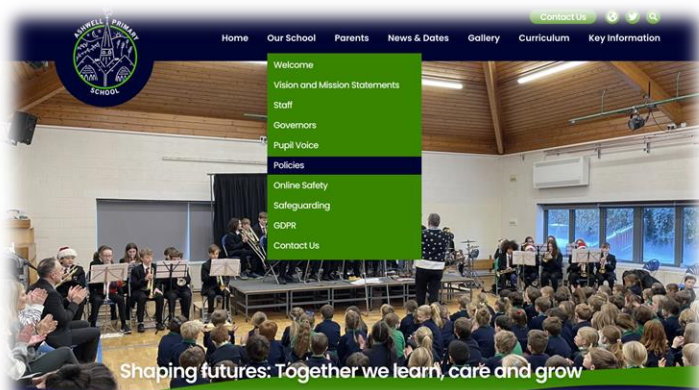 ASHWELL PRIMARY
SCHOOL
Contact Us
Home Our School Parents News & Dates Gallery Curriculum Key Information
Welcome
Vision and Mission Statements
Staff
Governors
Pupil Voice
Policies
Online Safety
Safeguarding
GDPR
Contact Us
Shaping futures: Together we learn, care and grow